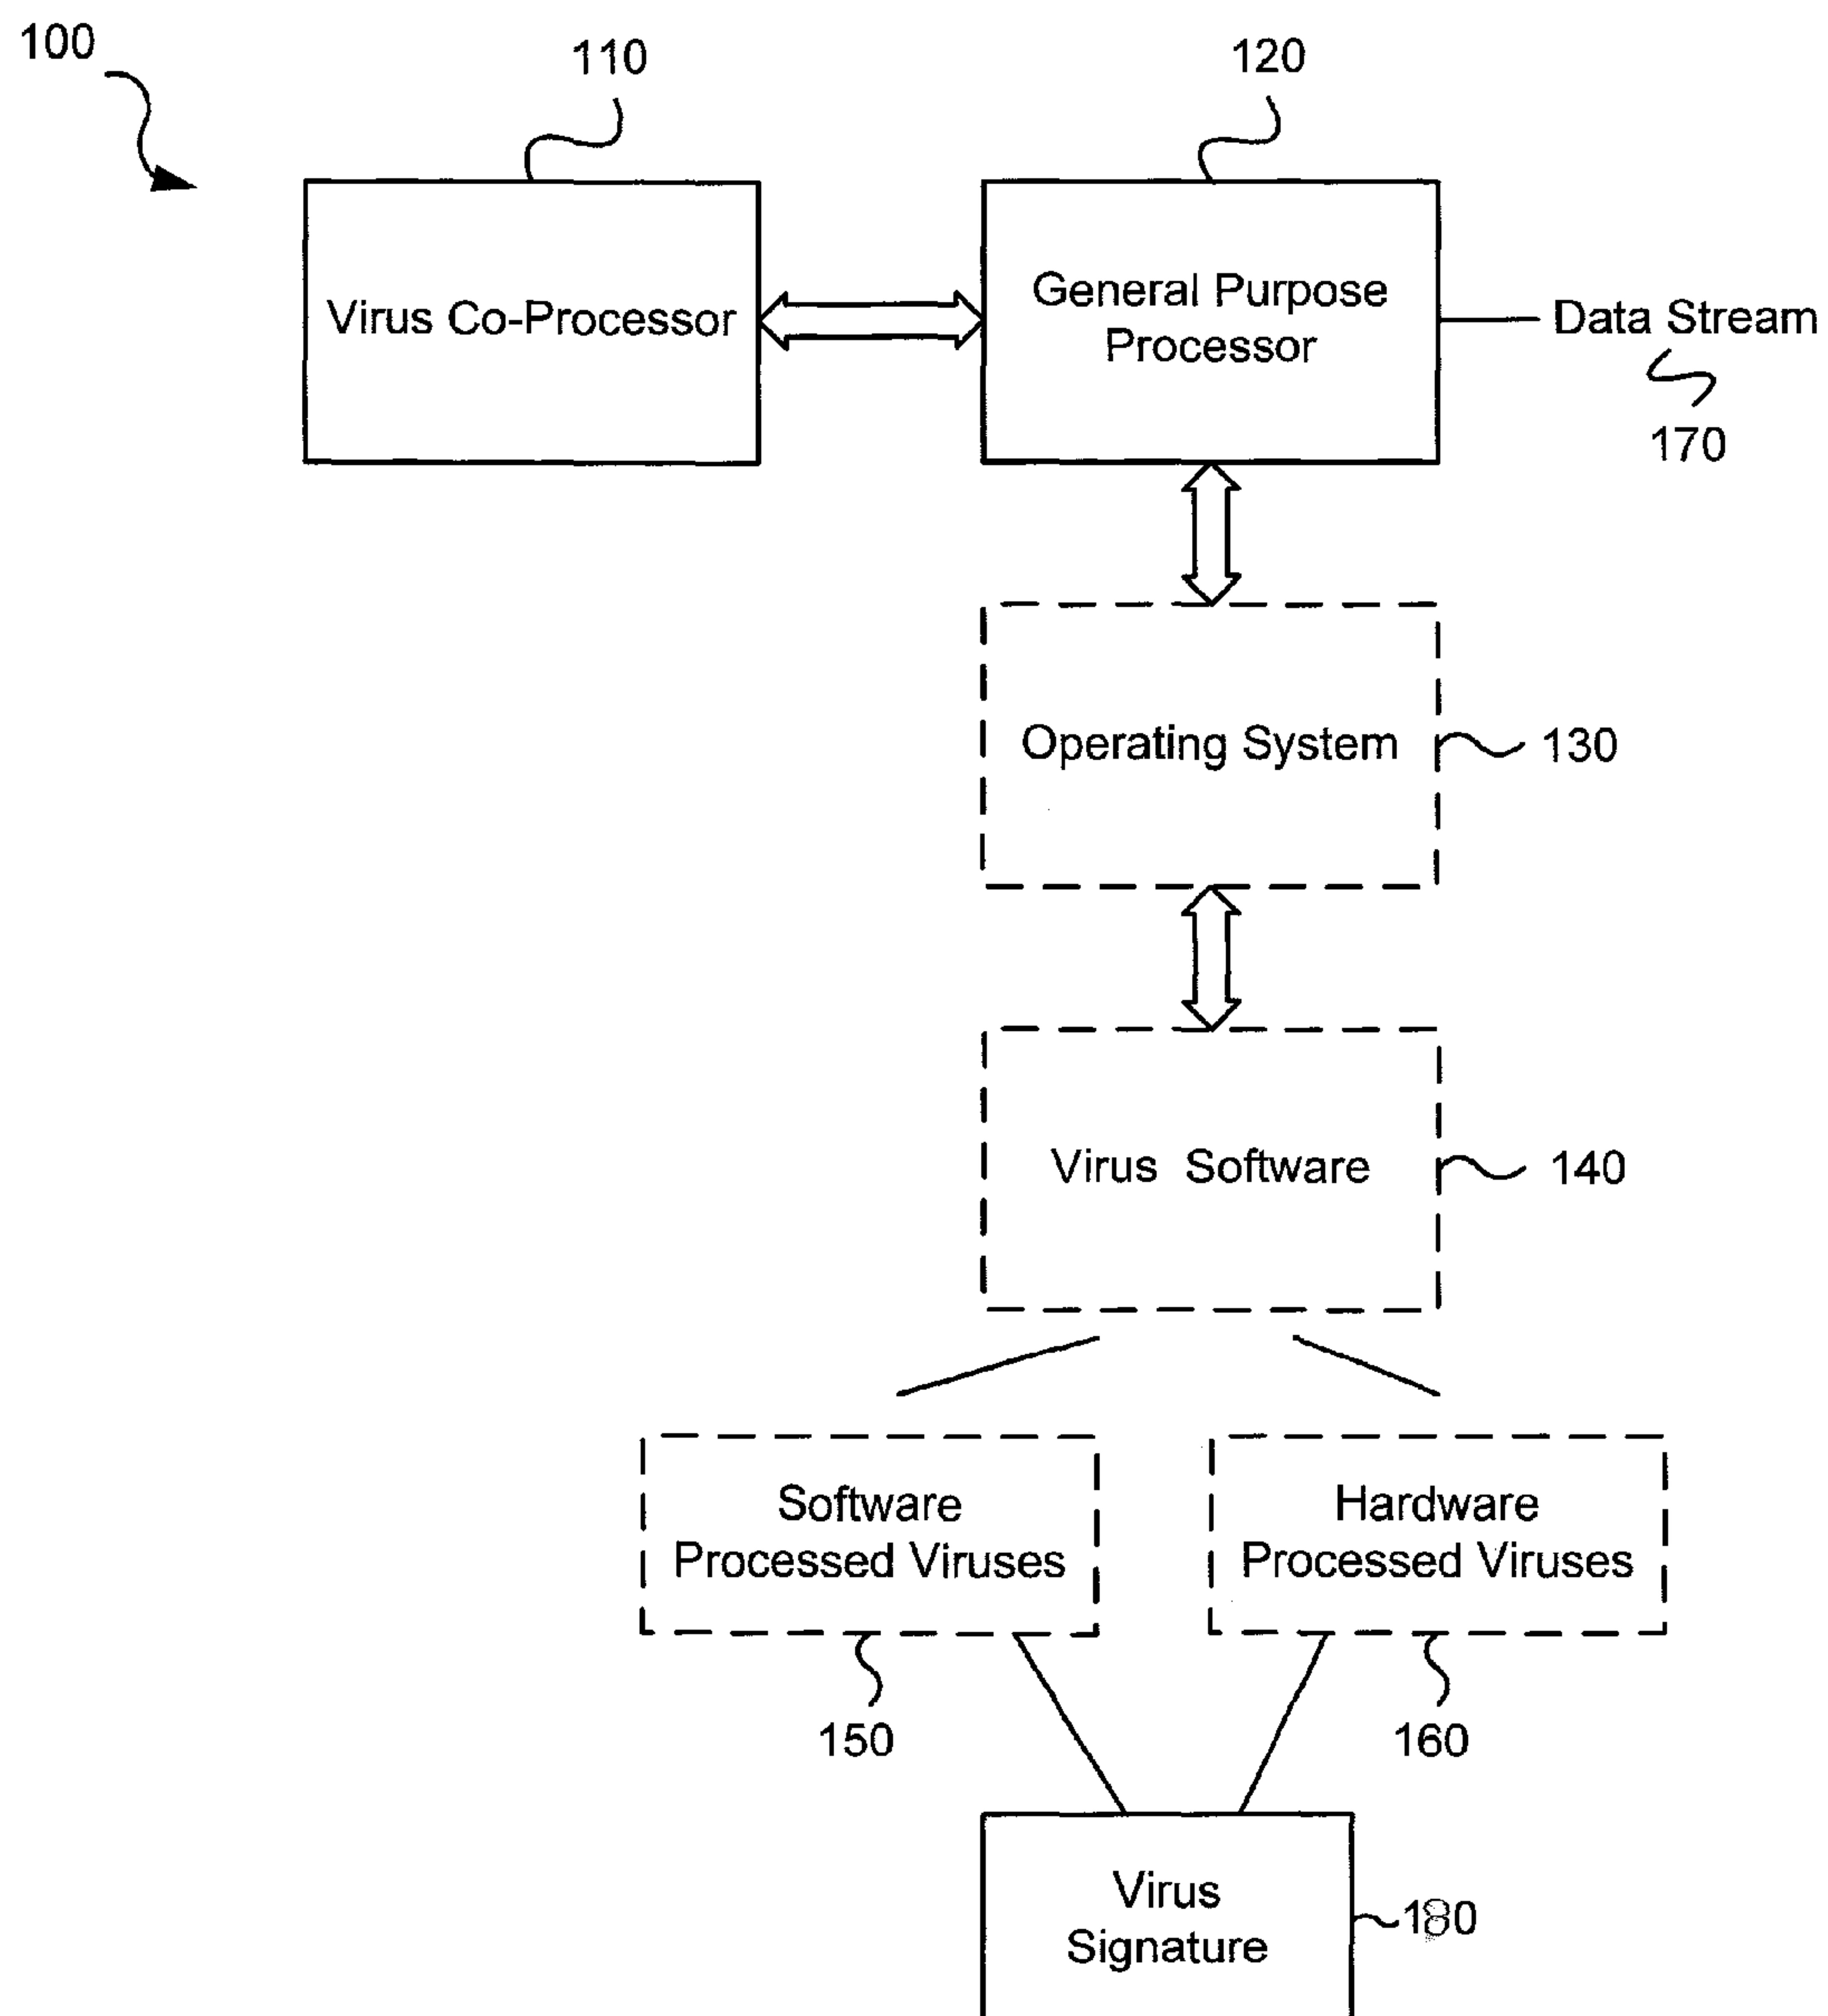 100
110
120
Virus Co-Processor
General Purpose
Processor
Data Stream
170
Operating System
130
Virus Software
140
Software
Processed Viruses
Hardware
Processed Viruses
150
160
Virus
Signature
180